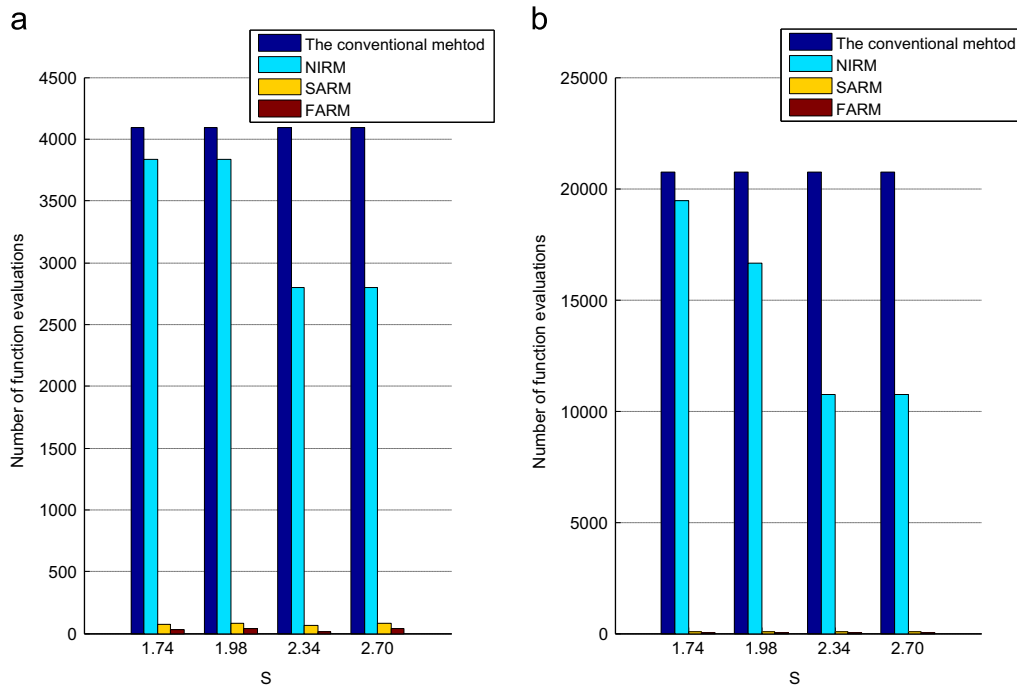 a
The conventional mehtod
NIRM
SARM
FARM
4500
4000
3500
3000
2500
2000
1500
1000
500
0
Number of function evaluations
1.74
1.98
2.34
2.70
S
b
The conventional mehtod
NIRM
SARM
FARM
25000
20000
15000
10000
5000
0
Number of function evaluations
1.74
1.98
2.34
2.70
S